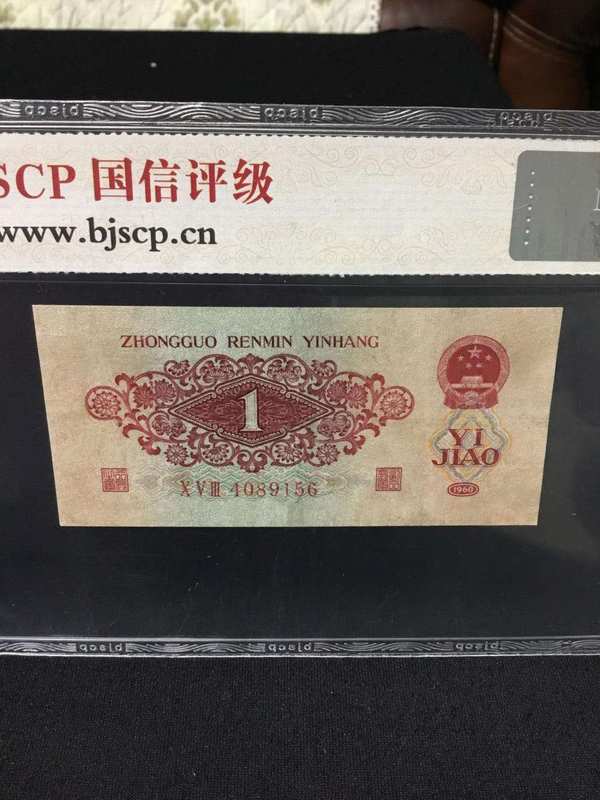 SCP 国信评级
www.bjscp.cn
ZHONGGUO RENMIN YINHANG
1
YI
JIAO
XVIII 4089156
1960